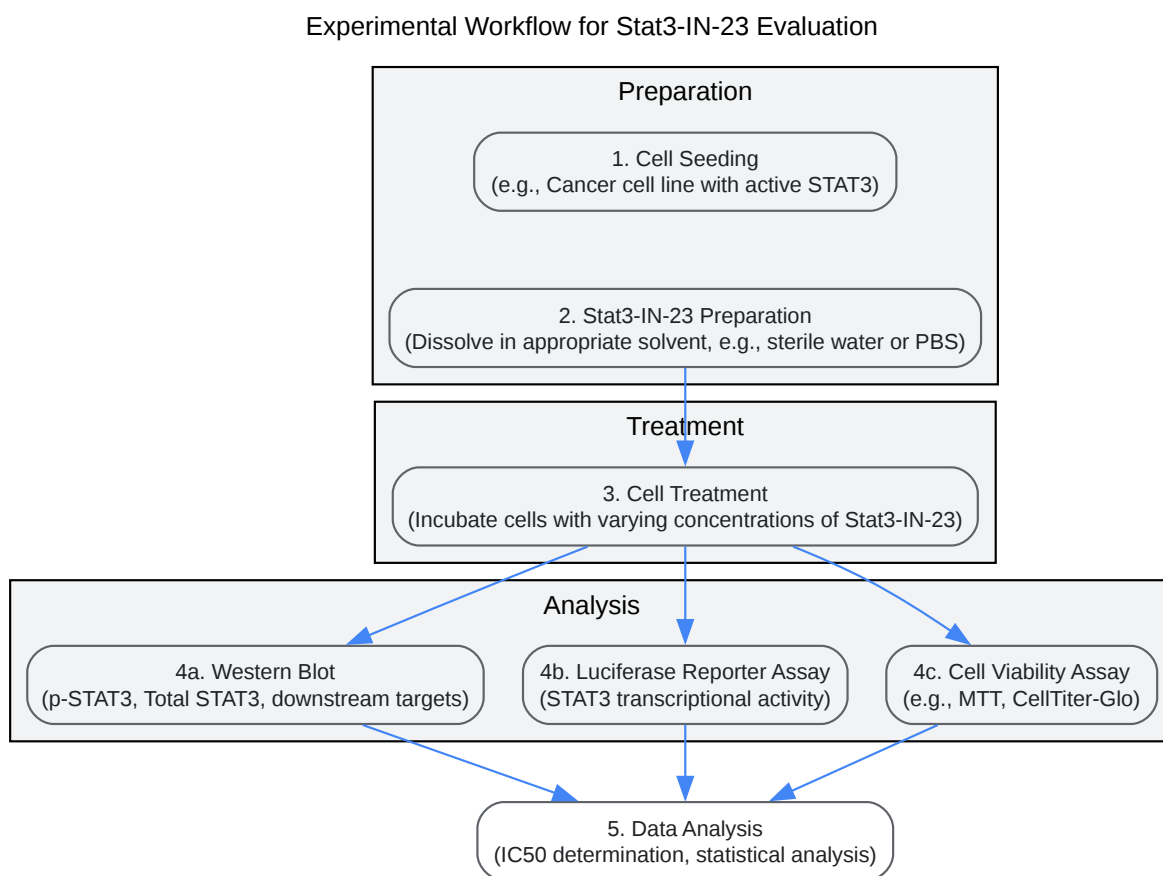 Experimental Workflow for Stat3-IN-23 Evaluation
Preparation
1. Cell Seeding
(e.g., Cancer cell line with active STAT3)
2. Stat3-IN-23 Preparation
(Dissolve in appropriate solvent, e.g., sterile water or PBS)
Treatment
3. Cell Treatment
(Incubate cells with varying concentrations of Stat3-IN-23)
Analysis
4a. Western Blot
(p-STAT3, Total STAT3, downstream targets)
4b. Luciferase Reporter Assay
(STAT3 transcriptional activity)
4c. Cell Viability Assay
(e.g., MTT, CellTiter-Glo)
5. Data Analysis
(IC50 determination, statistical analysis)